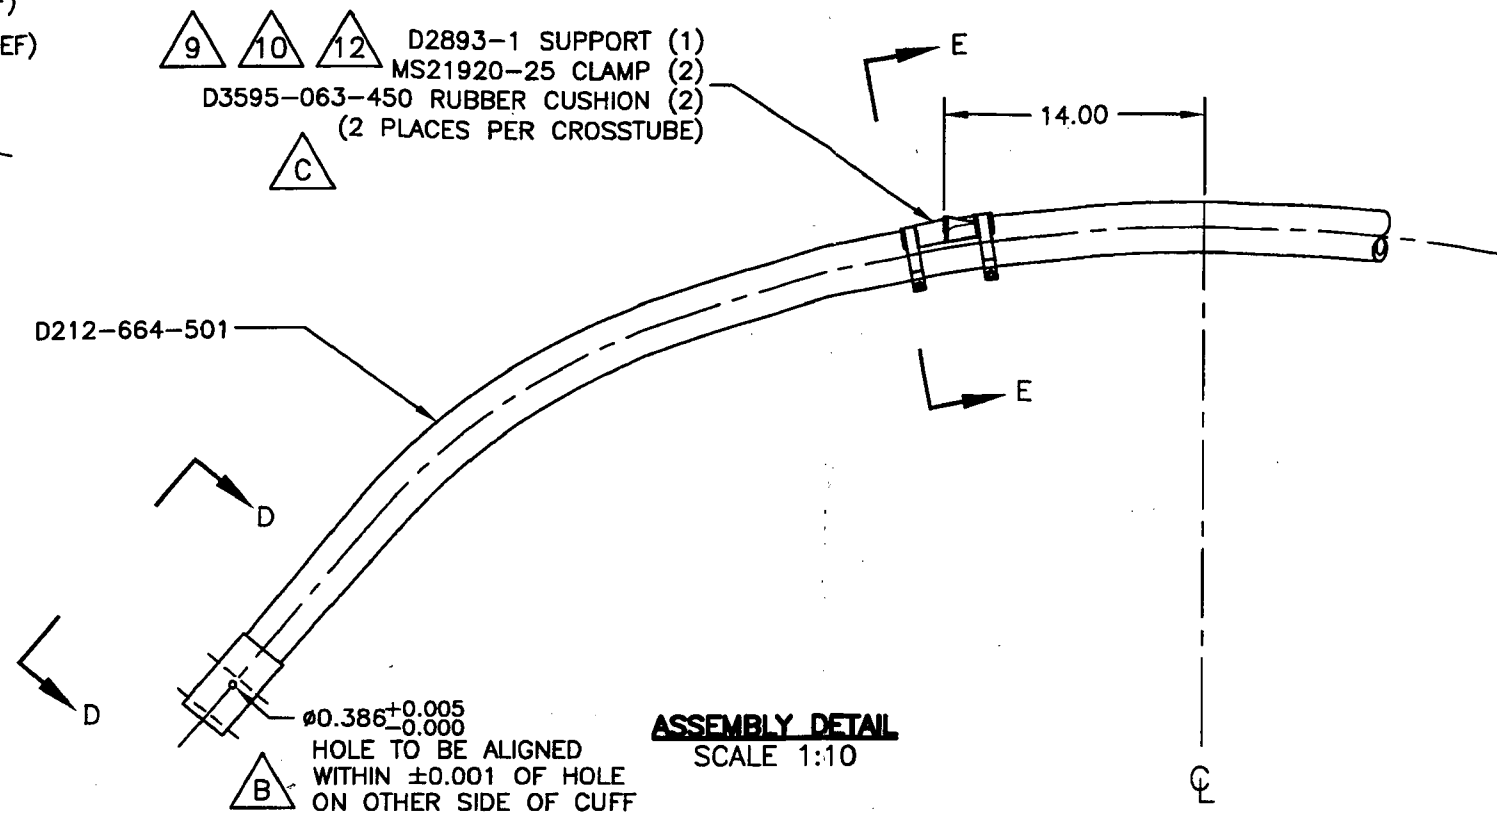 EF)
9 10 12 D2893-1 SUPPORT (1)
MS21920-25 CLAMP (2)
D3595-063-450 RUBBER CUSHION (2)
(2 PLACES PER CROSSTUBE)
C
E
14.00
D212-664-501
E
D
D
Ø0.386 +0.005
-0.000
HOLE TO BE ALIGNED
WITHIN ±0.001 OF HOLE
ON OTHER SIDE OF CUFF
B
ASSEMBLY DETAIL
SCALE 1:10
℄